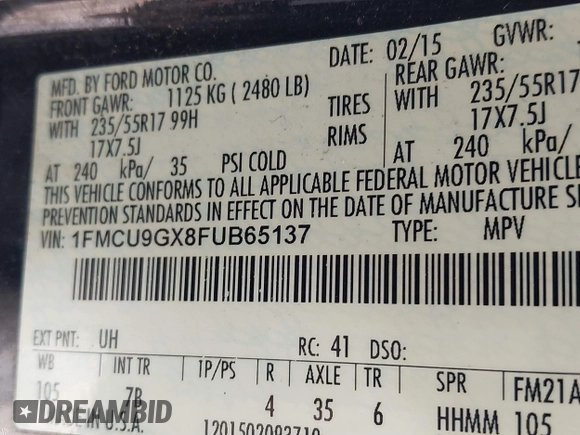 MFD. BY FORD MOTOR CO.
DATE: 02/15
GVWR:
FRONT GAWR: 1125 KG ( 2480 LB)
REAR GAWR:
WITH 235/55R17 99H
TIRES
235/55R17
17X7.5J
RIMS
WITH
17X7.5J
AT 240 kPa/ 35 PSI COLD
AT 240 kPa/
THIS VEHICLE CONFORMS TO ALL APPLICABLE FEDERAL MOTOR VEHICLE
PREVENTION STANDARDS IN EFFECT ON THE DATE OF MANUFACTURE
VIN: 1FMCU9GX8FUB65137
TYPE: MPV
EXT PNT: UH
RC: 41 DSO:
WB INT TR TP/PS R AXLE TR SPR FM21A
105 7B 4 35 6 HHMM 105
U.S.A.
DREAMBID